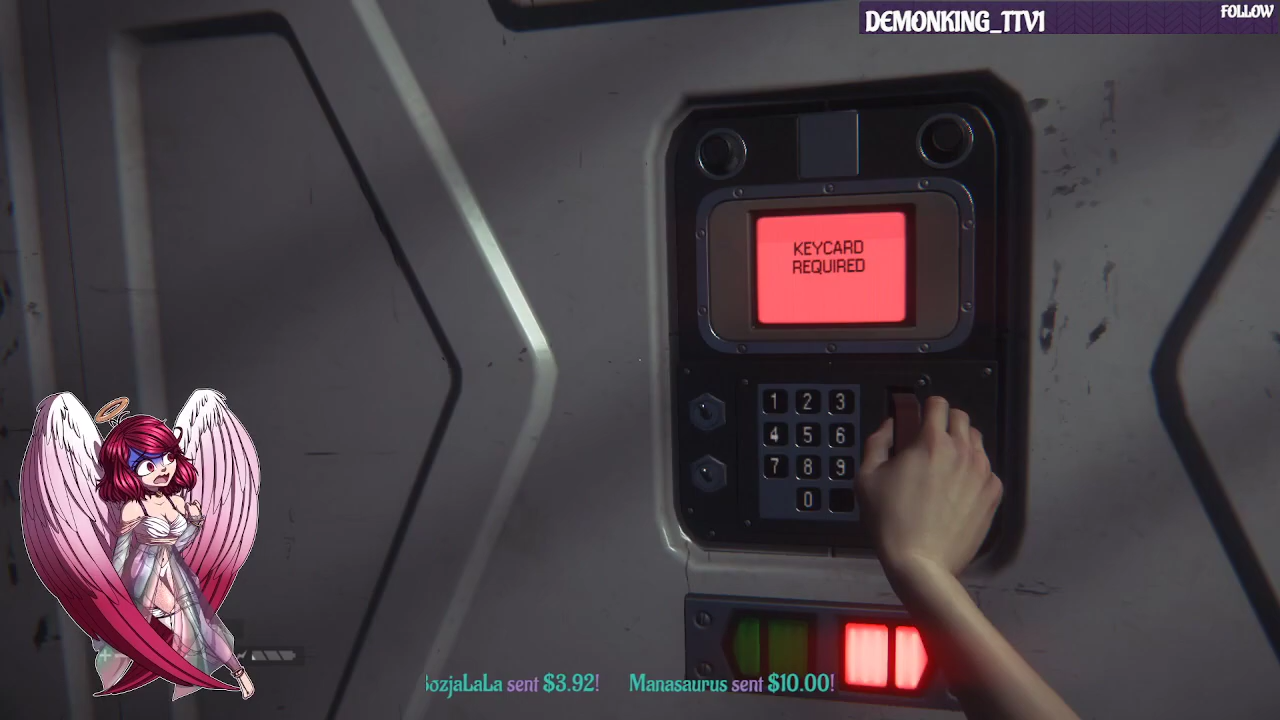 DEMONKING_TTV1
FOLLOW
KEYCARD
REQUIRED
1 2 3
4 5 6
7 8 9
0
sent $3.92! Manasaurus sent $10.00!